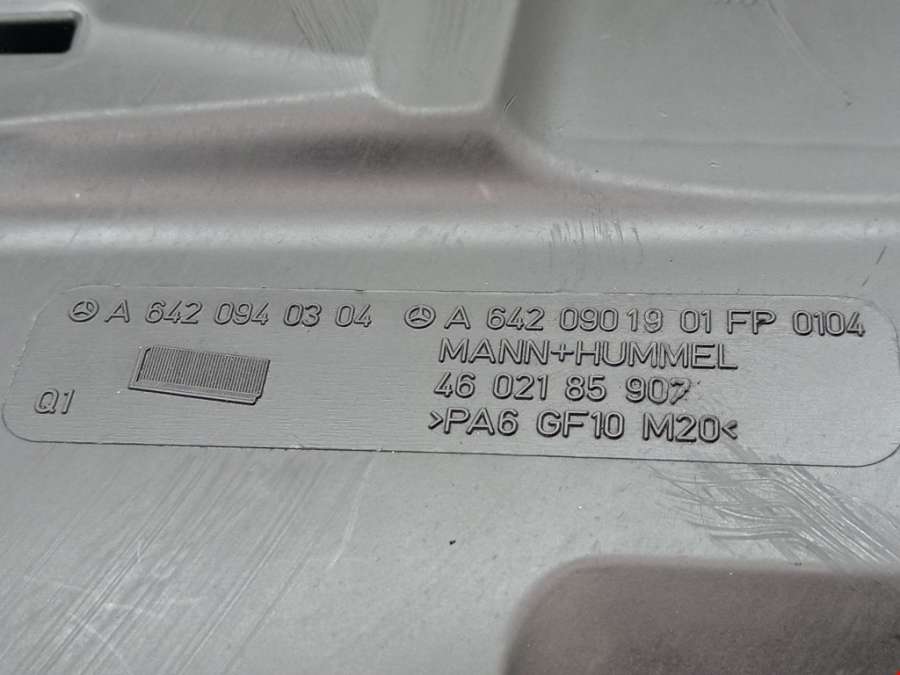 A 642 094 03 04
A 642 090 19 01 FP 0104
MANN+HUMMEL
46 021 85 907
>PA6 GF10 M20<
Q1